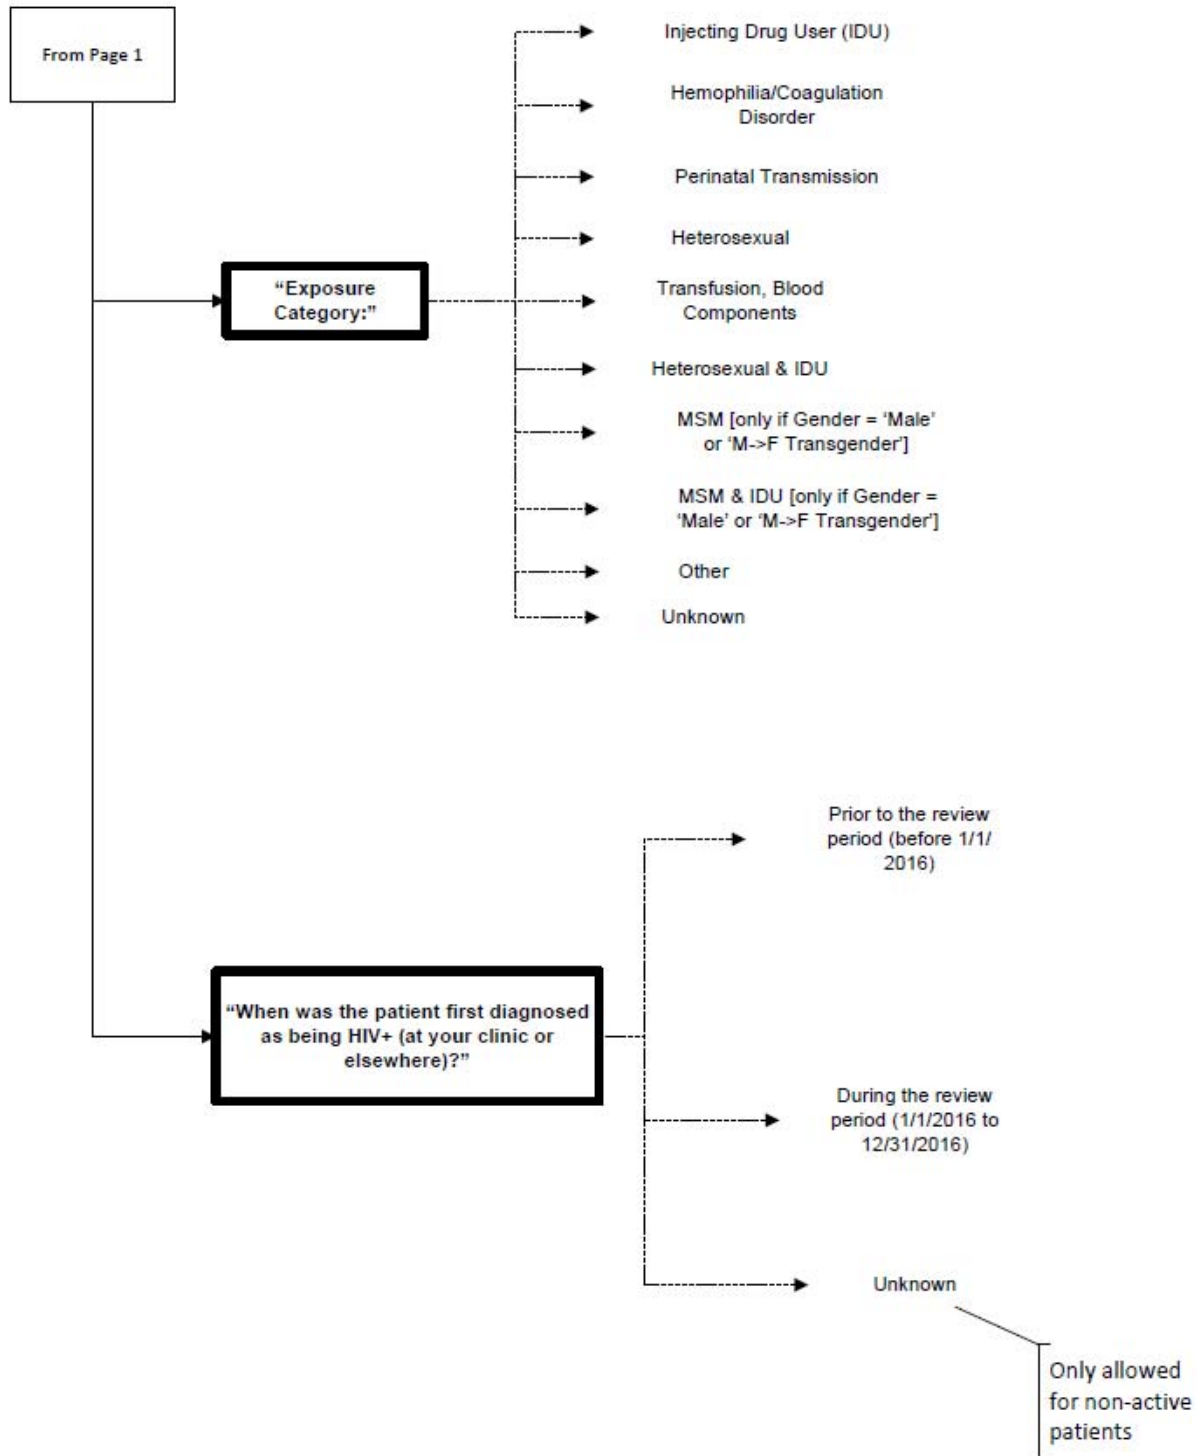 From Page 1
Injecting Drug User (IDU)
Hemophilia/Coagulation
Disorder
Perinatal Transmission
Heterosexual
“Exposure
Category:”
Transfusion, Blood
Components
Heterosexual & IDU
MSM [only if Gender = ‘Male’
or ‘M->F Transgender’]
MSM & IDU [only if Gender =
‘Male’ or ‘M->F Transgender’]
Other
Unknown
Prior to the review
period (before 1/1/
2016)
“When was the patient first diagnosed
as being HIV+ (at your clinic or
elsewhere)?”
During the review
period (1/1/2016 to
12/31/2016)
Unknown
Only allowed
for non-active
patients